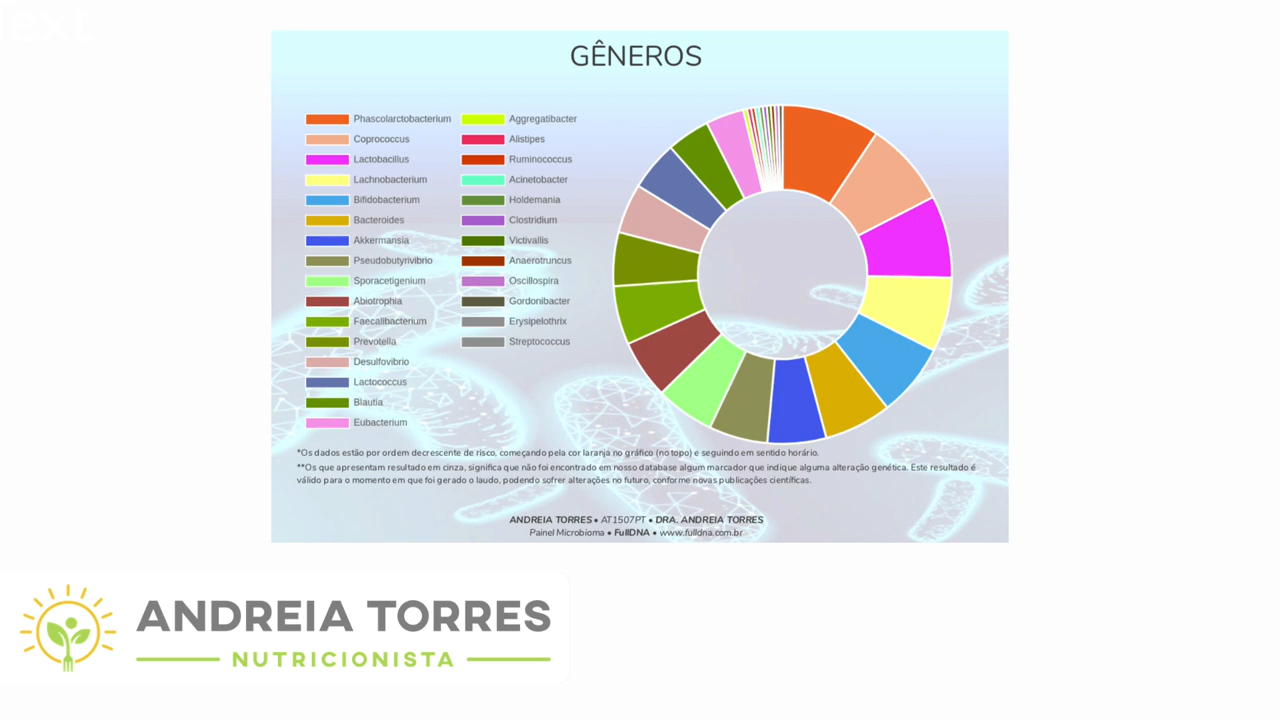 ext
GÊNEROS
Phascolarctobacterium
Coprococcus
Lactobacillus
Lachnobacterium
Bifidobacterium
Bacteroides
Akkermansia
Pseudobutyrivibrio
Sporacetigenium
Abiotrophia
Faecalibacterium
Prevotella
Desulfovibrio
Lactococcus
Blautia
Eubacterium
Aggregatibacter
Alistipes
Ruminococcus
Acinetobacter
Holdemania
Clostridium
Victivallis
Anaerotruncus
Oscillospira
Gordonibacter
Erysipelothrix
Streptococcus
*Os dados estão por ordem decrescente de risco, começando pela cor laranja no gráfico (no topo) e seguindo em sentido horário.
**Os que apresentam resultado em cinza, significa que não foi encontrado em nosso database algum marcador que indique alguma alteração genética. Este resultado é
válido para o momento em que foi gerado o laudo, podendo sofrer alterações no futuro, conforme novas publicações científicas.
ANDREIA TORRES • AT1507PT • DRA. ANDREIA TORRES
Painel Microbioma • FullDNA • www.fulldna.com.br
ANDREIA TORRES
NUTRICIONISTA